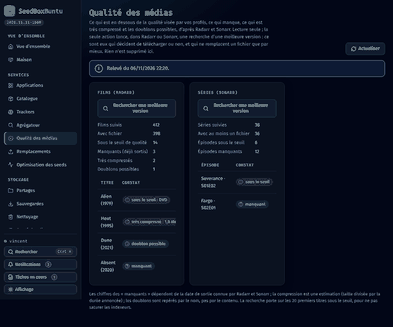 SeedBoxBuntu
VUE D'ENSEMBLE
Vue d'ensemble
Maison
SERVICES
Applications
Catalogue
Trackers
Agrégateur
Qualité des médias
Remplacements
Optimisation des seeds
STOCKAGE
Partages
Sauvegardes
Nettoyage
Rechercher
Ctrl K
Notifications
Tâches en cours
Affichage
Qualité des médias
Ce qui est en dessous de la qualité visée par vos profils, ce qui manque, ce qui est
très compressé et les doublons possibles, d'après Radarr et Sonarr. Lecture seule : la
seule action lance, dans Radarr ou Sonarr, une recherche d'une meilleure version : ce
sont eux qui décident de télécharger ou non, et qui ne remplacent un fichier que par
mieux. Rien n'est supprimé ici.
Actualiser
Relevé du 06/11/2026 22:20.
FILMS (RADARR)
Rechercher une meilleure
version
Films suivis 412
Avec fichier 398
Sous le seuil de qualité 14
Manquants (déjà sortis) 3
Très compressés 2
Doublons possibles 1
TITRE CONSTAT
Alien
(1979)
sous le seuil · DVD
Heat
(1995)
Dune
(2021)
doublon possible
Absent
(2020)
manquant
SÉRIES (SONARR)
Rechercher une meilleure
version
Séries suivies 38
Avec au moins un fichier 36
Épisodes sous le seuil 8
Épisodes manquants 12
ÉPISODE CONSTAT
Severance ·
S01E02
sous le seuil
Fargo ·
S02E01
manquant
Les chiffres des « manquants » dépendent de la date de sortie connue par Radarr et Sonarr ; la compression est une estimation (taille divisée par la
durée annoncée) ; les doublons sont repérés par le nom, pas par le contenu. La recherche porte sur les 20 premiers titres sous le seuil, pour ne pas
saturer les indexeurs.